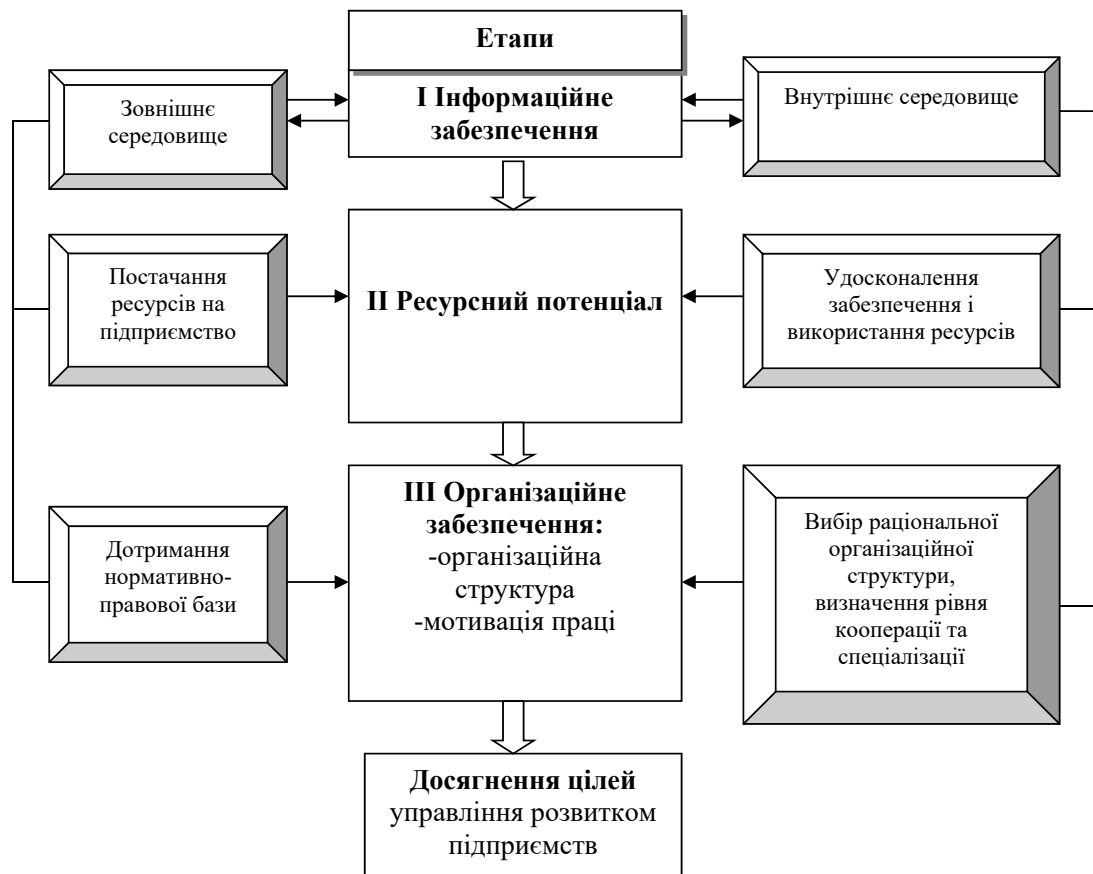 Етапи
І Інформаційне
забезпечення
Зовнішнє
середовище
Внутрішнє середовище
Постачання
ресурсів на
підприємство
ІІ Ресурсний потенціал
Удосконалення
забезпечення і
використання ресурсів
Дотримання
нормативно-
правової бази
ІІІ Організаційне
забезпечення:
-організаційна
структура
-мотивація праці
Вибір раціональної
організаційної
структури,
визначення рівня
кооперації та
спеціалізації
Досягнення цілей
управління розвитком
підприємств